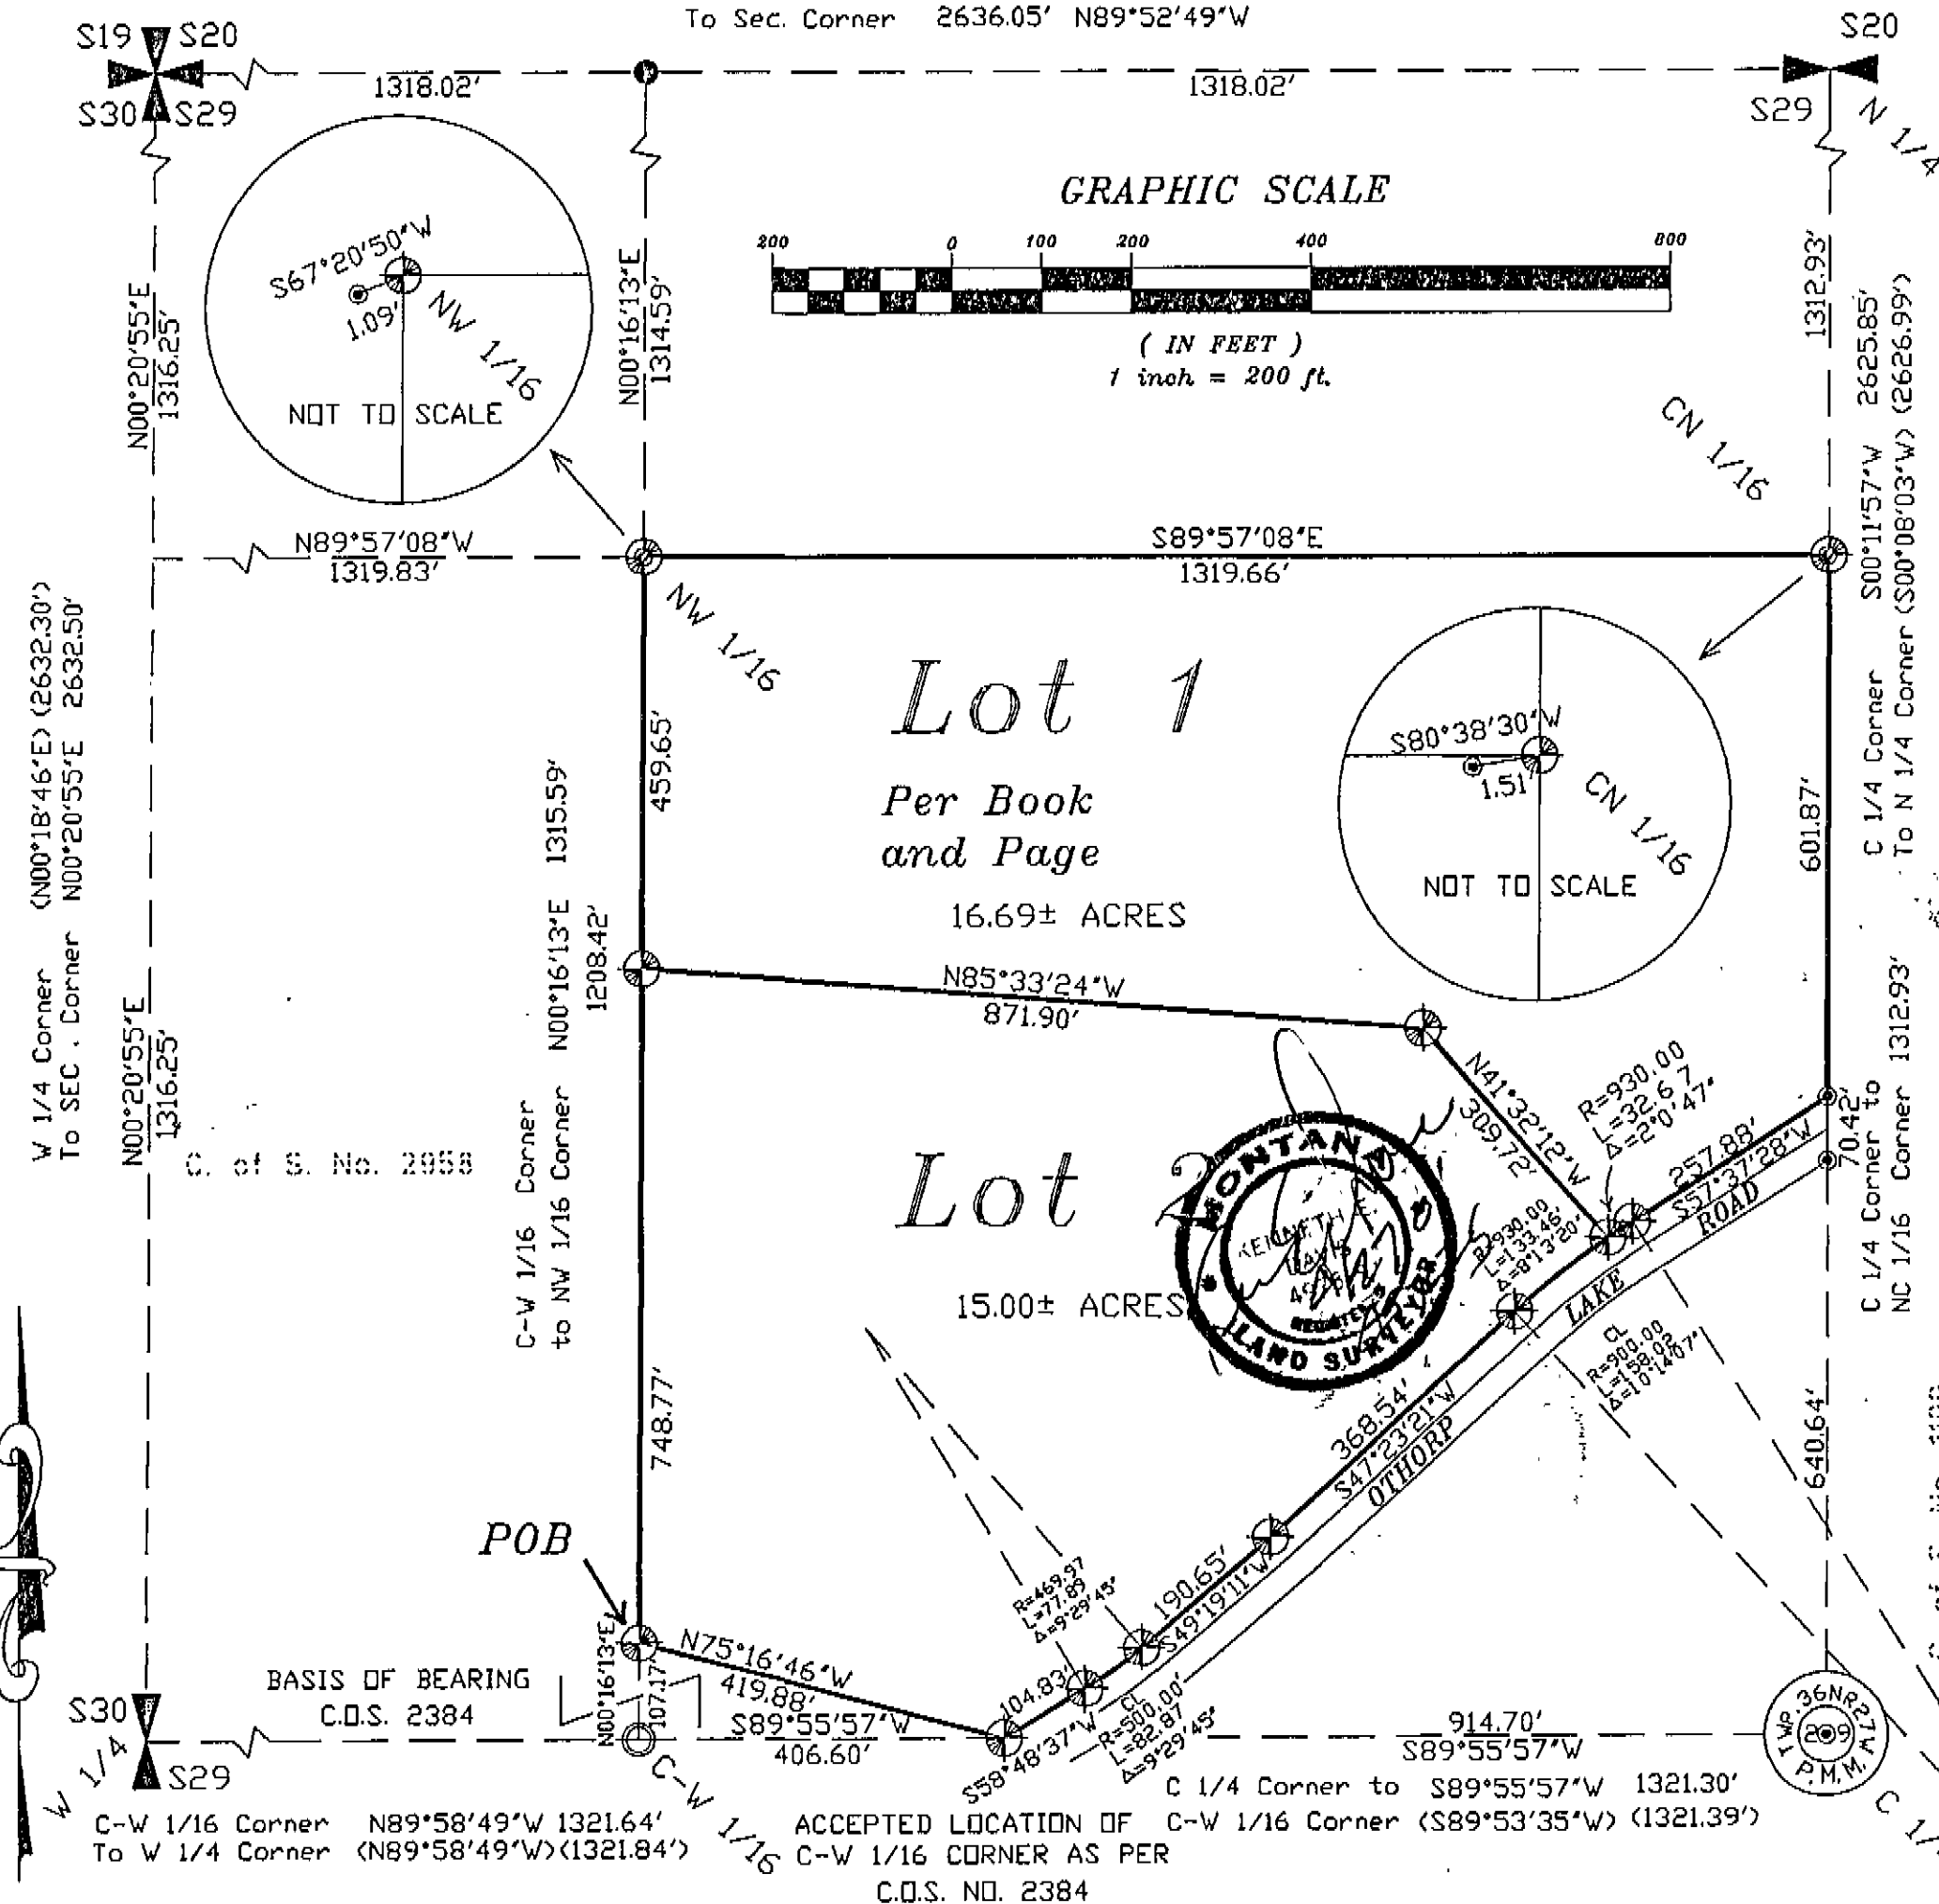 To Sec. Corner 2636.05' N89°52'49"W
S19 S20
S30 S29
1318.02'
1318.02'
S20
S29
N 1/4
GRAPHIC SCALE
200 0 100 200 400 800
( IN FEET )
1 inch = 200 ft.
S67°20'50"W
1.09'
NW 1/16
NOT TO SCALE
N00°20'55"E
1316.25'
N00°16'13"E
1314.59'
1312.93'
CN 1/16
C 1/4 Corner S00°11'57"W 2625.85'
To N 1/4 Corner (S00°08'03"W) (2626.99')
N89°57'08"W
1319.83'
S89°57'08"E
1319.66'
NW 1/16
W 1/4 Corner (N00°18'46"E) (2632.30')
To SEC . Corner N00°20'55"E 2632.50'
459.65'
Lot 1
Per Book
and Page
16.69± ACRES
S80°38'30"W
1.51'
CN 1/16
NOT TO SCALE
601.87'
N00°20'55"E
1316.25'
C. of S. No. 2958
C-W 1/16 Corner
to NW 1/16 Corner N00°16'13"E 1315.59'
1208.42'
N85°33'24"W
871.90'
N41°32'12"W
309.72'
R=930.00
L=32.67
Δ=2°0'47"
257.88'
S57°37'28"W
70.42'
C 1/4 Corner to
NC 1/16 Corner 1312.93'
Lot 2
15.00± ACRES
MONTANA
KENNETH E.
DAVIS
REGISTERED
LAND SURVEYOR
R=930.00
L=133.46'
Δ=8°13'20"
OTHORP LAKE ROAD
CL
R=900.00
L=158.02
368.54'
S47°23'21"W
640.64'
748.77'
POB
N00°16'13"E
107.17'
N75°16'46"W
419.88'
R=469.97
L=77.89
Δ=9°29'45"
190.65'
S49°19'11"W
104.83'
S58°48'37"W
CL
R=500.00'
L=82.87
Δ=9°29'45"
BASIS OF BEARING
C.O.S. 2384
S89°55'57"W
406.60'
914.70'
S89°55'57"W
TWP. 36N R27W
29
P.M.M.
S30
S29
W 1/4
C-W 1/16
C 1/4 Corner to S89°55'57"W 1321.30'
C-W 1/16 Corner (S89°53'35"W) (1321.39')
C-W 1/16 Corner N89°58'49"W 1321.64'
To W 1/4 Corner (N89°58'49"W)(1321.84')
ACCEPTED LOCATION OF
C-W 1/16 CORNER AS PER
C.O.S. NO. 2384